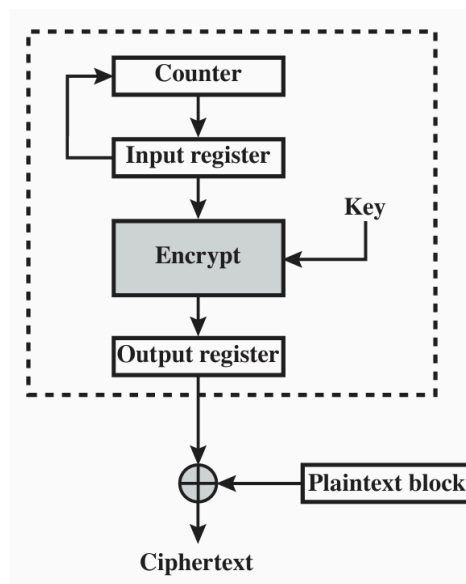 Counter
Input register
Key
Encrypt
Output register
Plaintext block
Ciphertext